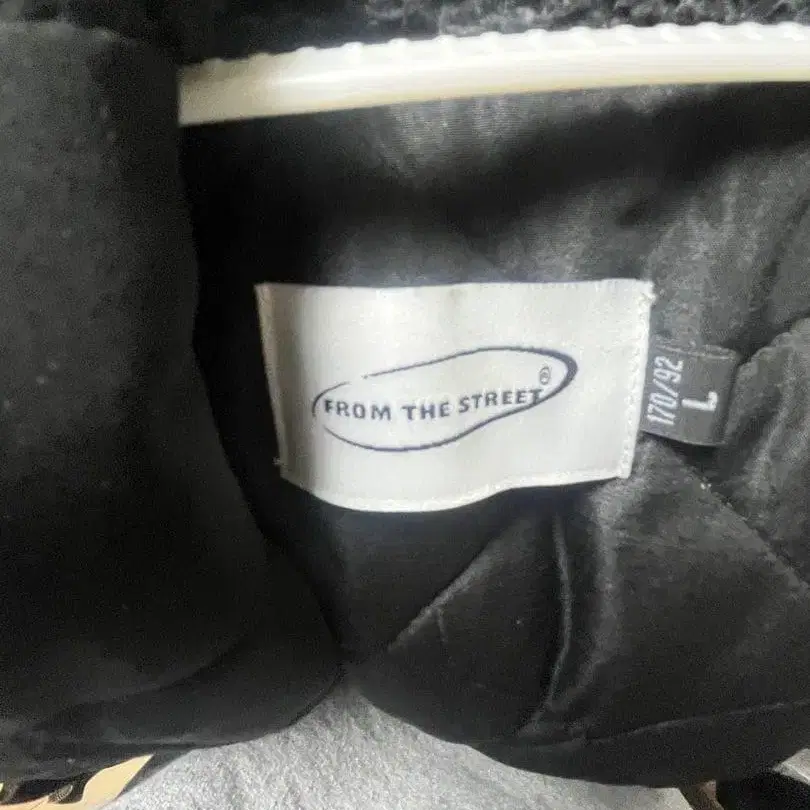 FROM THE STREET®
170/92
L